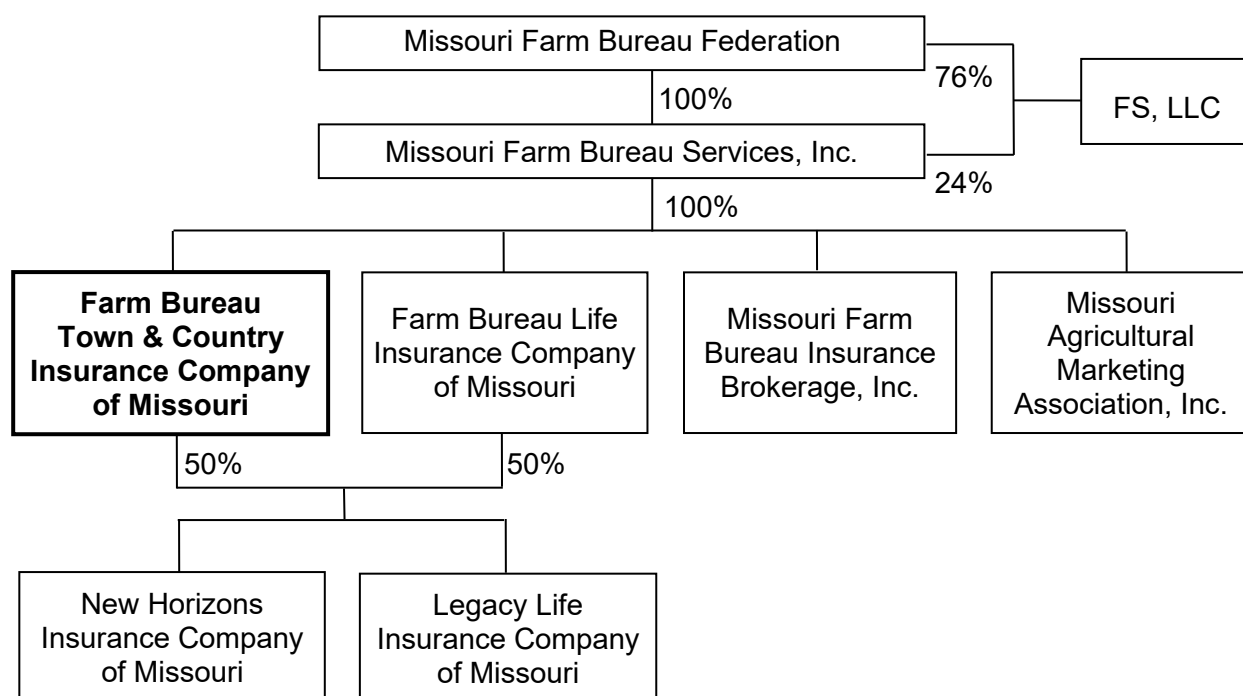 Missouri Farm Bureau Federation
76%
100%
FS, LLC
Missouri Farm Bureau Services, Inc.
24%
100%
Farm Bureau
Town & Country
Insurance Company
of Missouri
Farm Bureau Life
Insurance Company
of Missouri
Missouri Farm
Bureau Insurance
Brokerage, Inc.
Missouri
Agricultural
Marketing
Association, Inc.
50%
50%
New Horizons
Insurance Company
of Missouri
Legacy Life
Insurance Company
of Missouri